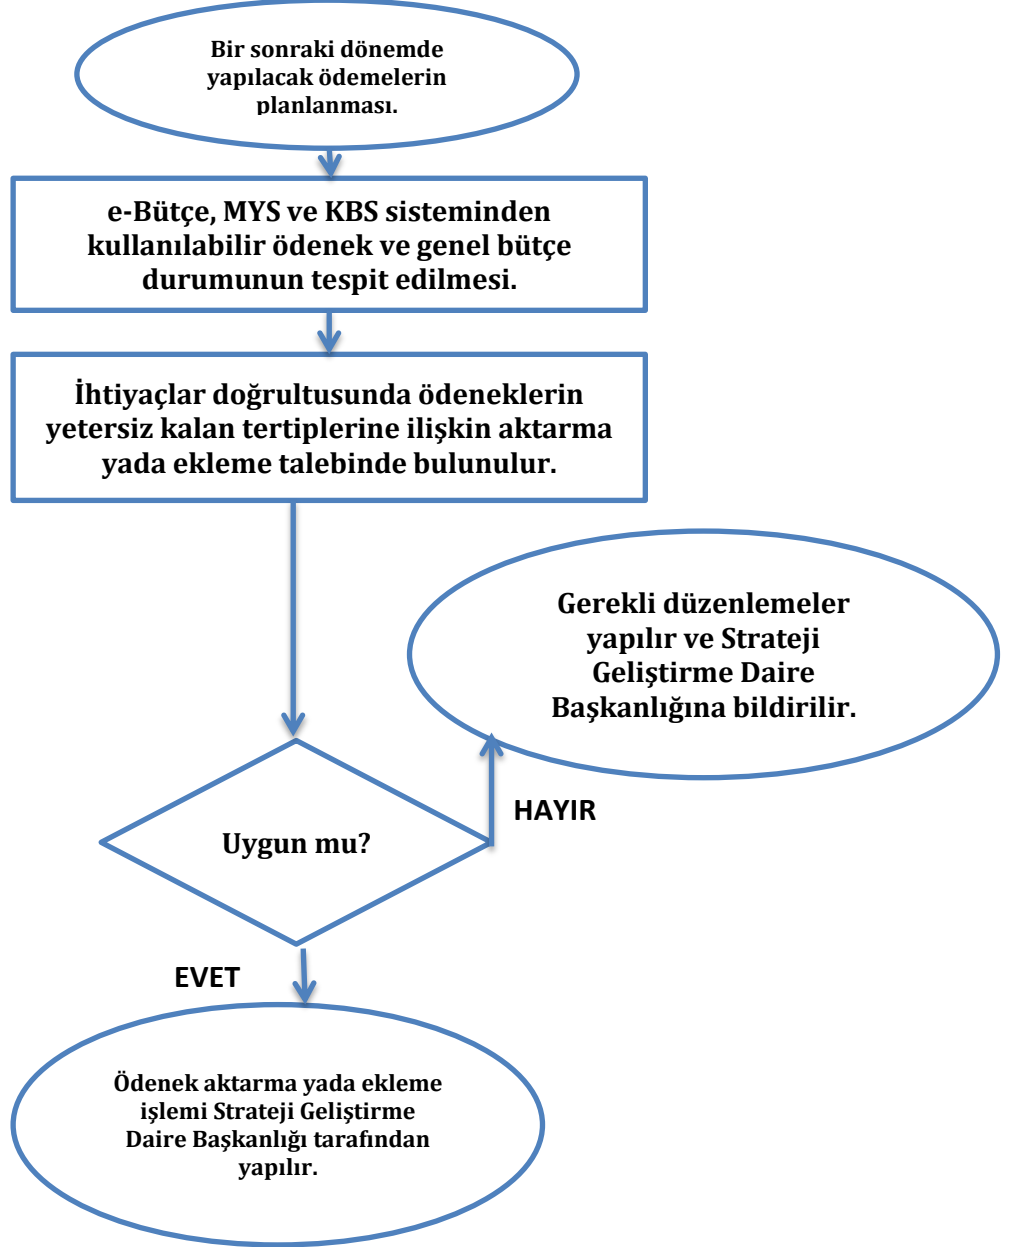 Bir sonraki dönemde
yapılacak ödemelerin
planlanması.
e-Bütçe, MYS ve KBS sisteminden
kullanılabilir ödenek ve genel bütçe
durumunun tespit edilmesi.
İhtiyaçlar doğrultusunda ödeneklerin
yetersiz kalan tertiplerine ilişkin aktarma
yada ekleme talebinde bulunulur.
Gerekli düzenlemeler
yapılır ve Strateji
Geliştirme Daire
Başkanlığına bildirilir.
HAYIR
Uygun mu?
EVET
Ödenek aktarma yada ekleme
işlemi Strateji Geliştirme
Daire Başkanlığı tarafından
yapılır.